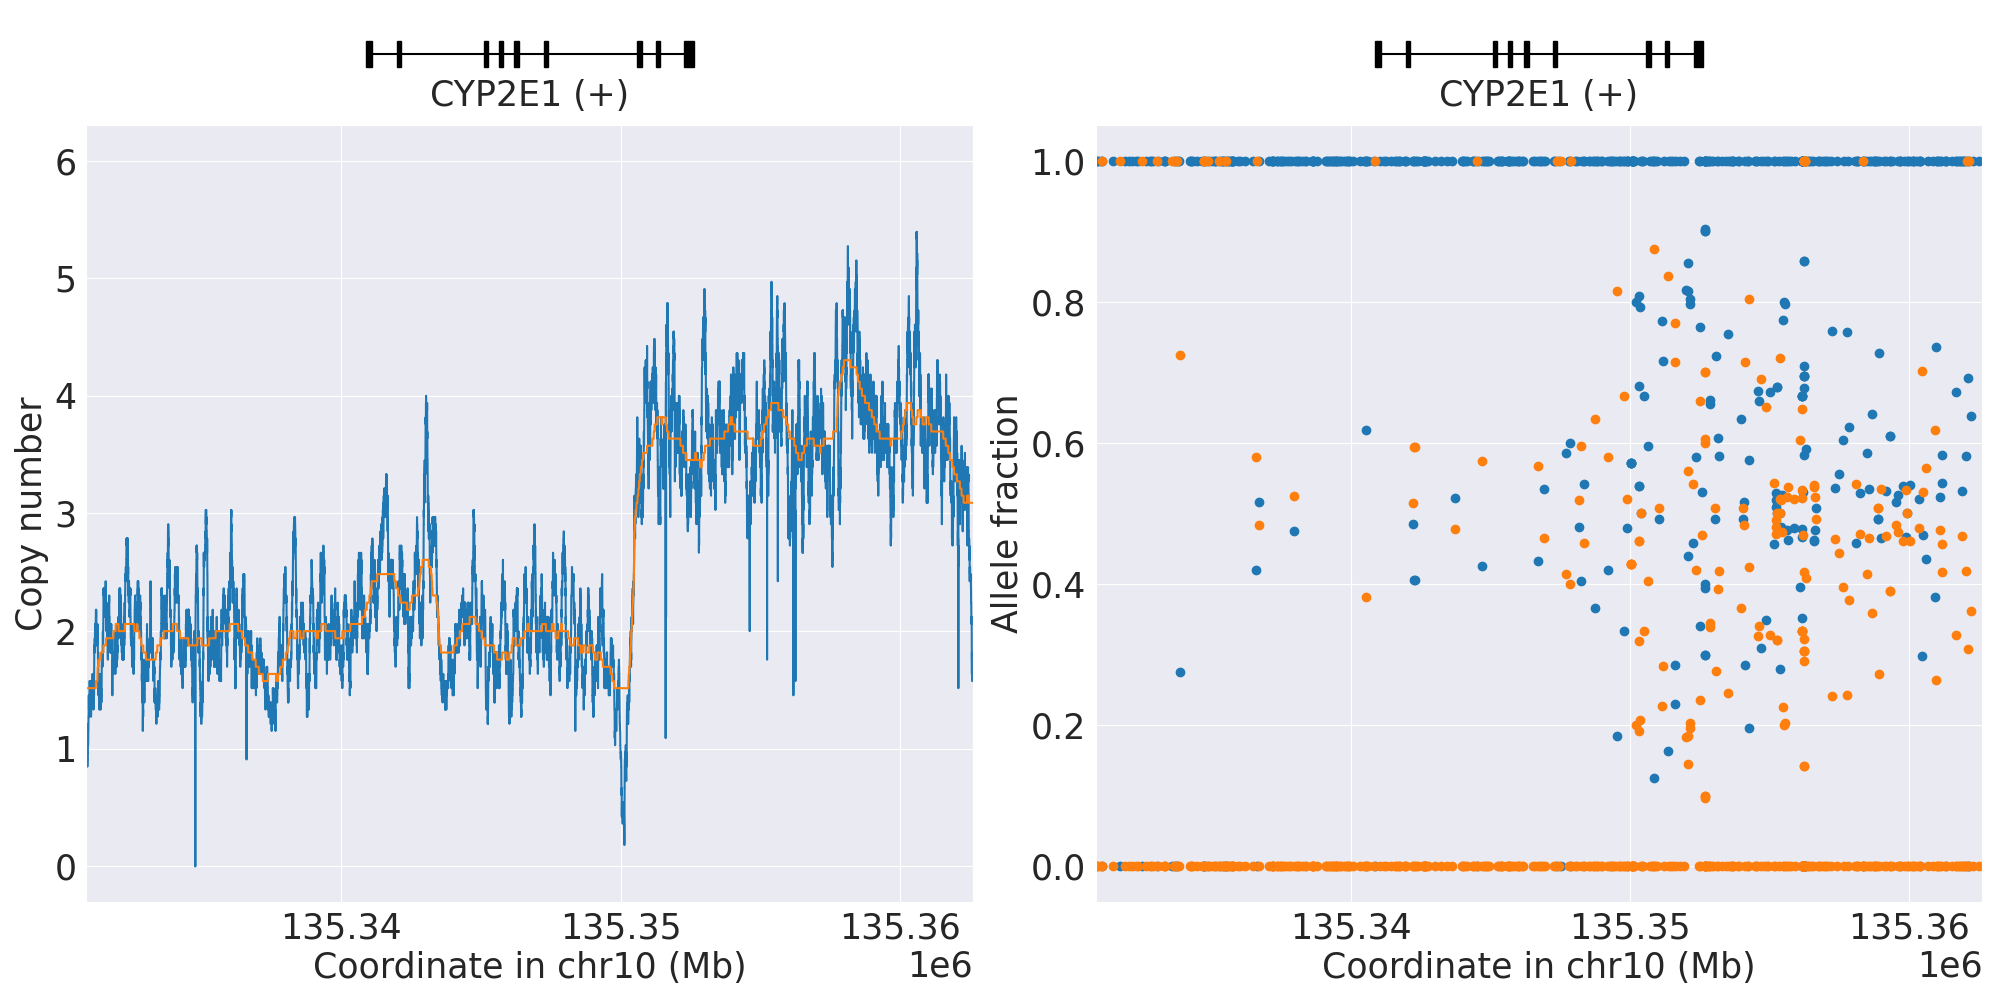 CYP2E1 (+)
6
5
4
3
2
1
0
Copy number
135.34 135.35 135.36
Coordinate in chr10 (Mb)
1e6
CYP2E1 (+)
1.0
0.8
0.6
0.4
0.2
0.0
Allele fraction
135.34 135.35 135.36
Coordinate in chr10 (Mb)
1e6